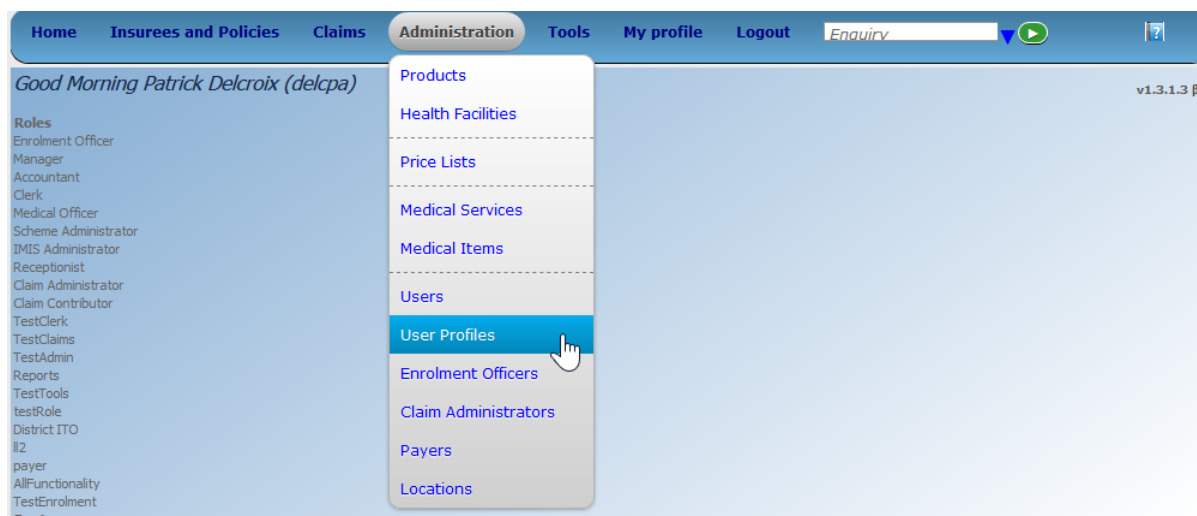 Home Insurees and Policies Claims Administration Tools My profile Logout Enquiry ?
Good Morning Patrick Delcroix (delcpa)
v1.3.1.3 β
Roles
Enrolment Officer
Manager
Accountant
Clerk
Medical Officer
Scheme Administrator
IMIS Administrator
Receptionist
Claim Administrator
Claim Contributor
TestClerk
TestClaims
TestAdmin
Reports
TestTools
testRole
District ITO
ll2
payer
AllFunctionality
TestEnrolment
Products
Health Facilities
Price Lists
Medical Services
Medical Items
Users
User Profiles
Enrolment Officers
Claim Administrators
Payers
Locations